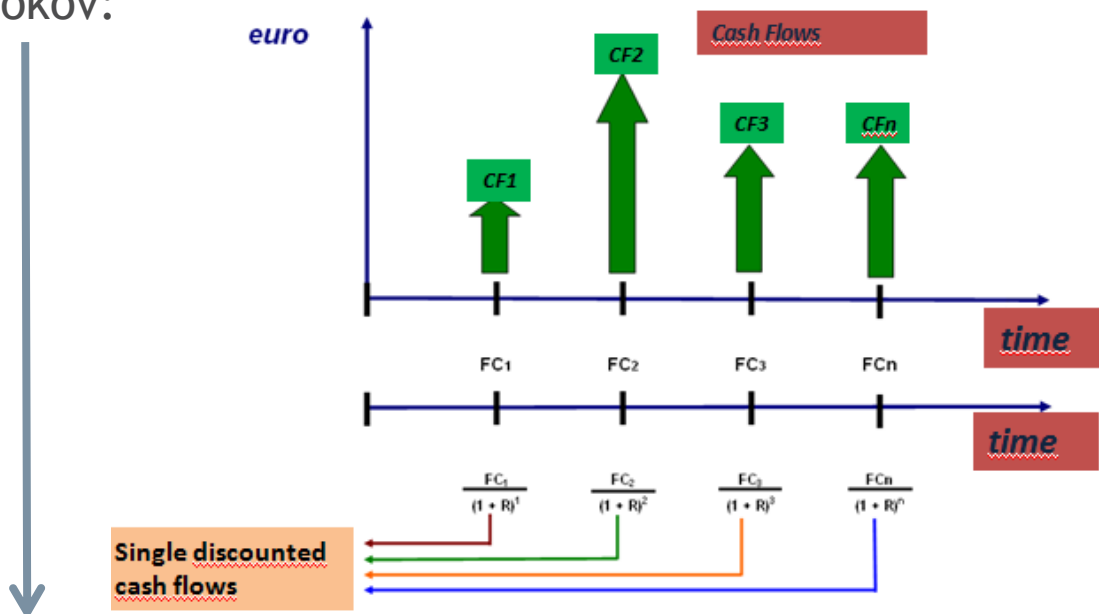 okov:
euro
Cash Flows
CF2
CF3
CFn
CF1
time
FC₁ FC₂ FC₃ FCn
time
FC₁ FC₂ FC₃ FCn
(1 + R)¹ (1 + R)² (1 + R)³ (1 + R)ⁿ
Single discounted
cash flows